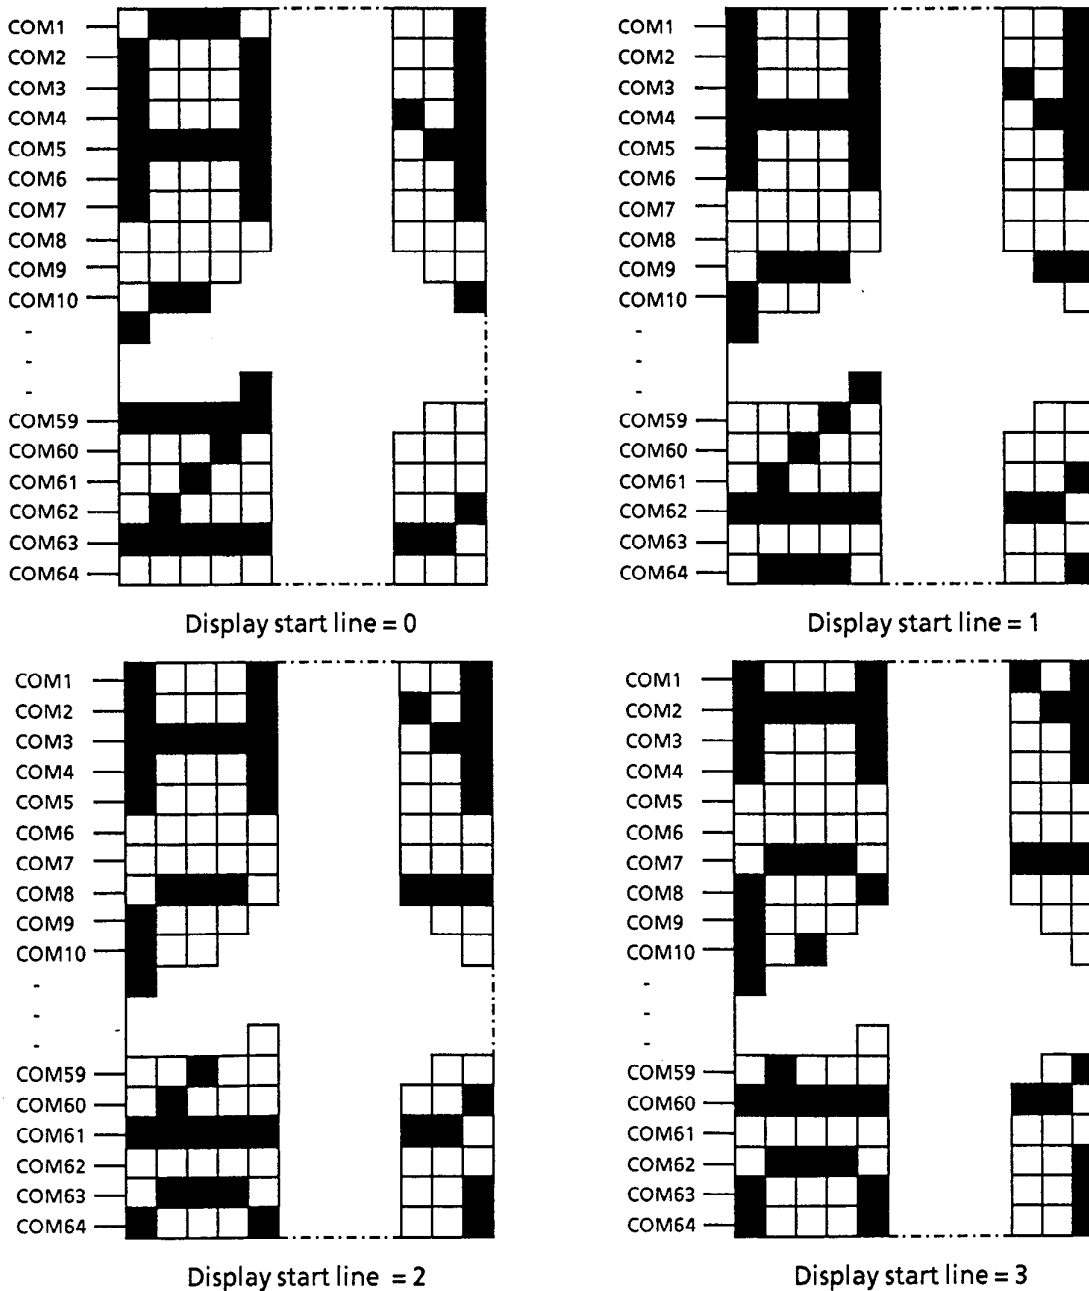 COM1
COM2
COM3
COM4
COM5
COM6
COM7
COM8
COM9
COM10
-
-
-
COM59
COM60
COM61
COM62
COM63
COM64
Display start line = 0
COM1
COM2
COM3
COM4
COM5
COM6
COM7
COM8
COM9
COM10
-
-
-
COM59
COM60
COM61
COM62
COM63
COM64
Display start line = 1
COM1
COM2
COM3
COM4
COM5
COM6
COM7
COM8
COM9
COM10
-
-
-
COM59
COM60
COM61
COM62
COM63
COM64
Display start line = 2
COM1
COM2
COM3
COM4
COM5
COM6
COM7
COM8
COM9
COM10
-
-
-
COM59
COM60
COM61
COM62
COM63
COM64
Display start line = 3